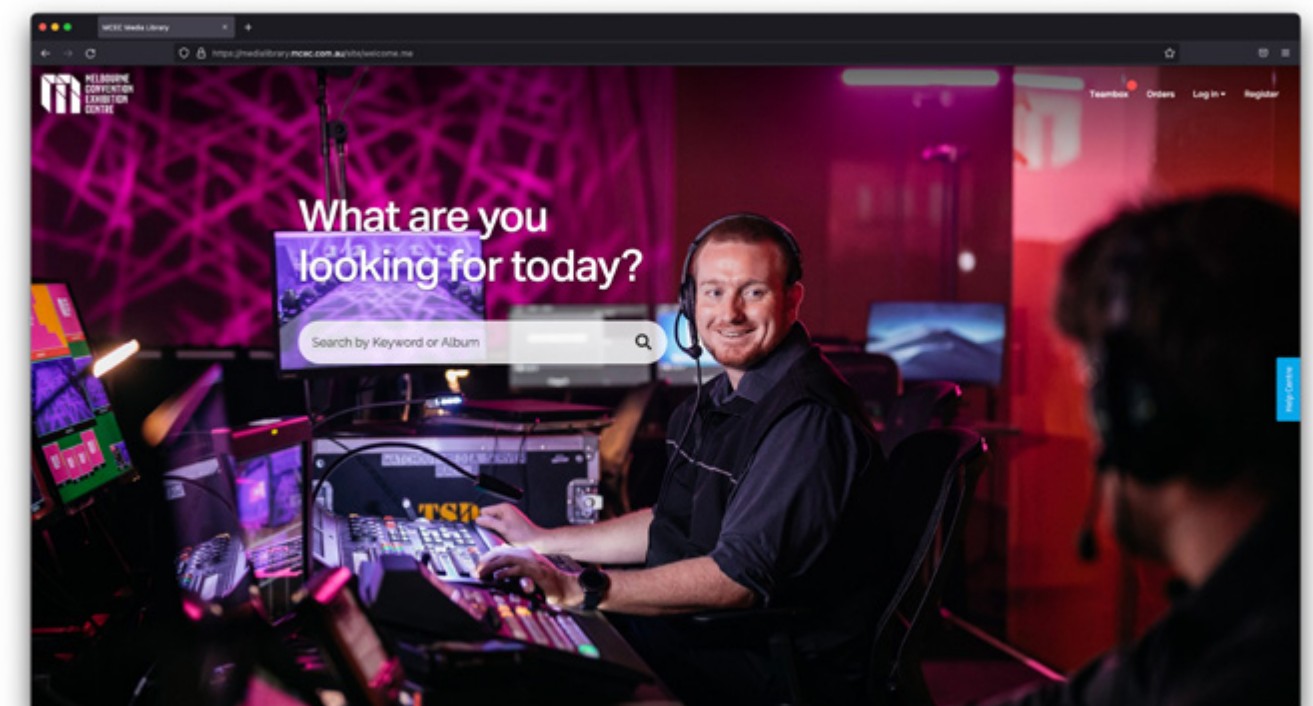 MCEC Media Library
https://medialibrary.mcec.com.au/site/welcome.me
MELBOURNE
CONVENTION
EXHIBITION
CENTRE
Teambox
Orders
Log in
Register
What are you
looking for today?
Search by Keyword or Album
Help Centre
TSD